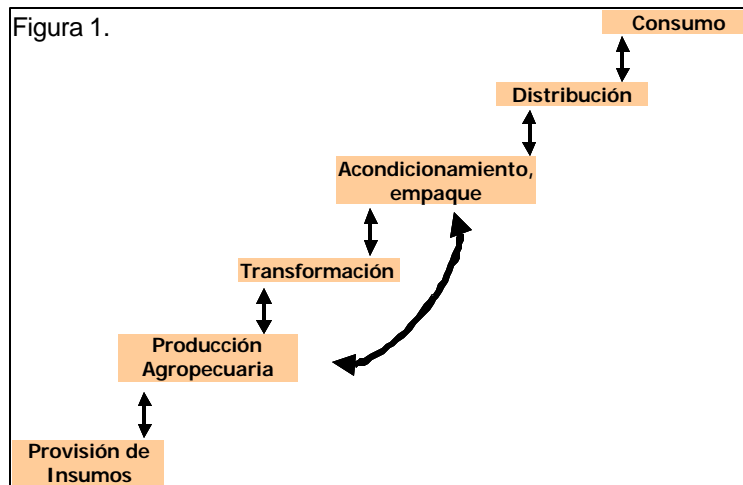 Figura 1.
Consumo
Distribución
Acondicionamiento,
empaque
Transformación
Producción
Agropecuaria
Provisión de
Insumos